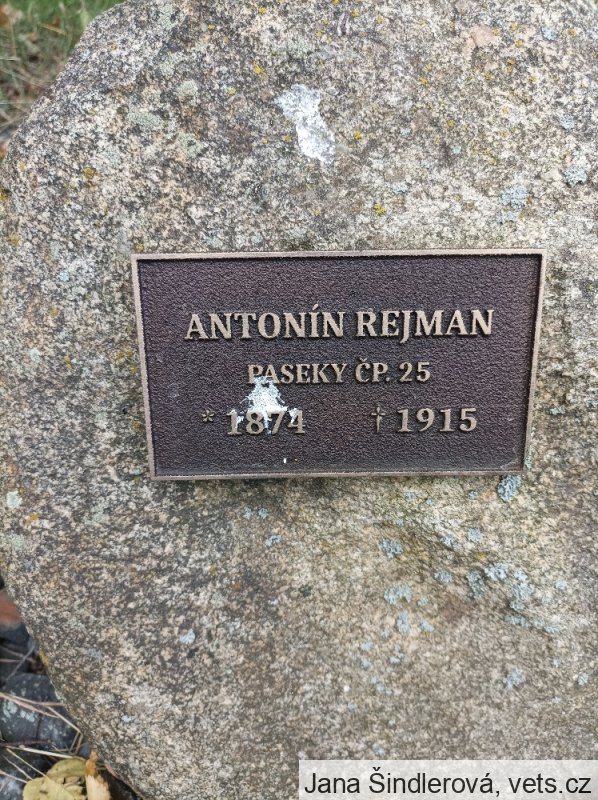 ANTONÍN REJMAN
PASEKY ČP. 25
* 1874 † 1915
Jana Šindlerová, vets.cz